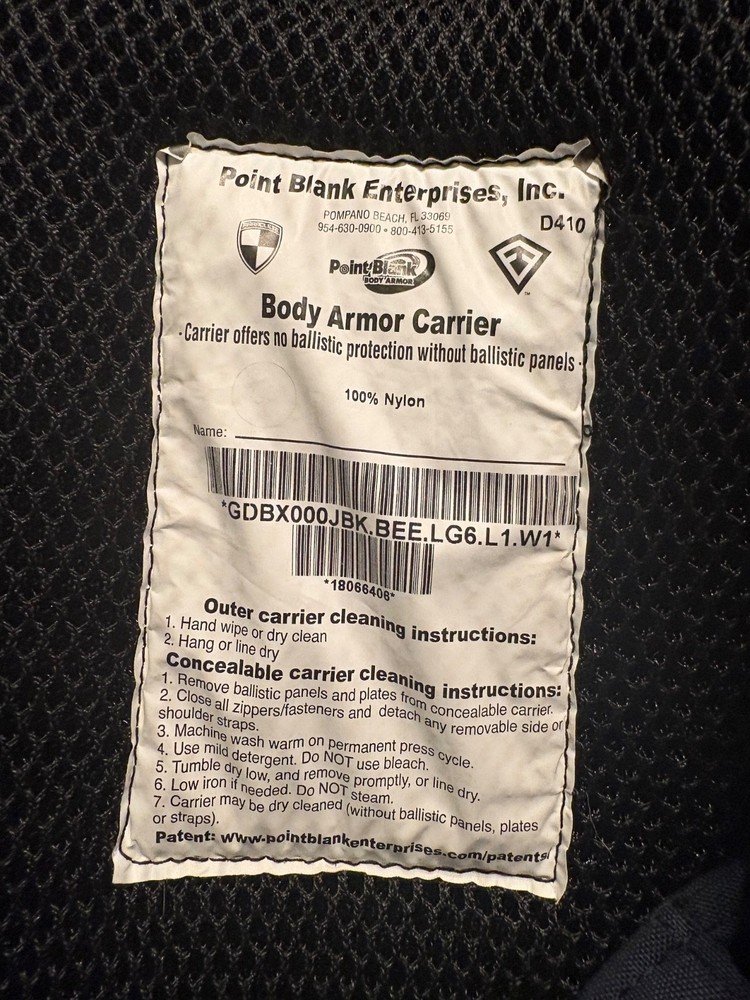 Point Blank Enterprises, Inc.
POMPANO BEACH, FL 33069
954-630-0900 • 800-413-5155
D410
Point Blank
BODY ARMOR
TM
Body Armor Carrier
-Carrier offers no ballistic protection without ballistic panels-
100% Nylon
Name:
*GDBX000JBK.BEE.LG6.L1.W1*
*18066406*
Outer carrier cleaning instructions:
1. Hand wipe or dry clean
2. Hang or line dry
Concealable carrier cleaning instructions:
1. Remove ballistic panels and plates from concealable carrier.
2. Close all zippers/fasteners and detach any removable side or
shoulder straps.
3. Machine wash warm on permanent press cycle.
4. Use mild detergent. Do NOT use bleach.
5. Tumble dry low, and remove promptly, or line dry.
6. Low iron if needed. Do NOT steam.
7. Carrier may be dry cleaned (without ballistic panels, plates
or straps).
Patent: www.pointblankenterprises.com/patents/